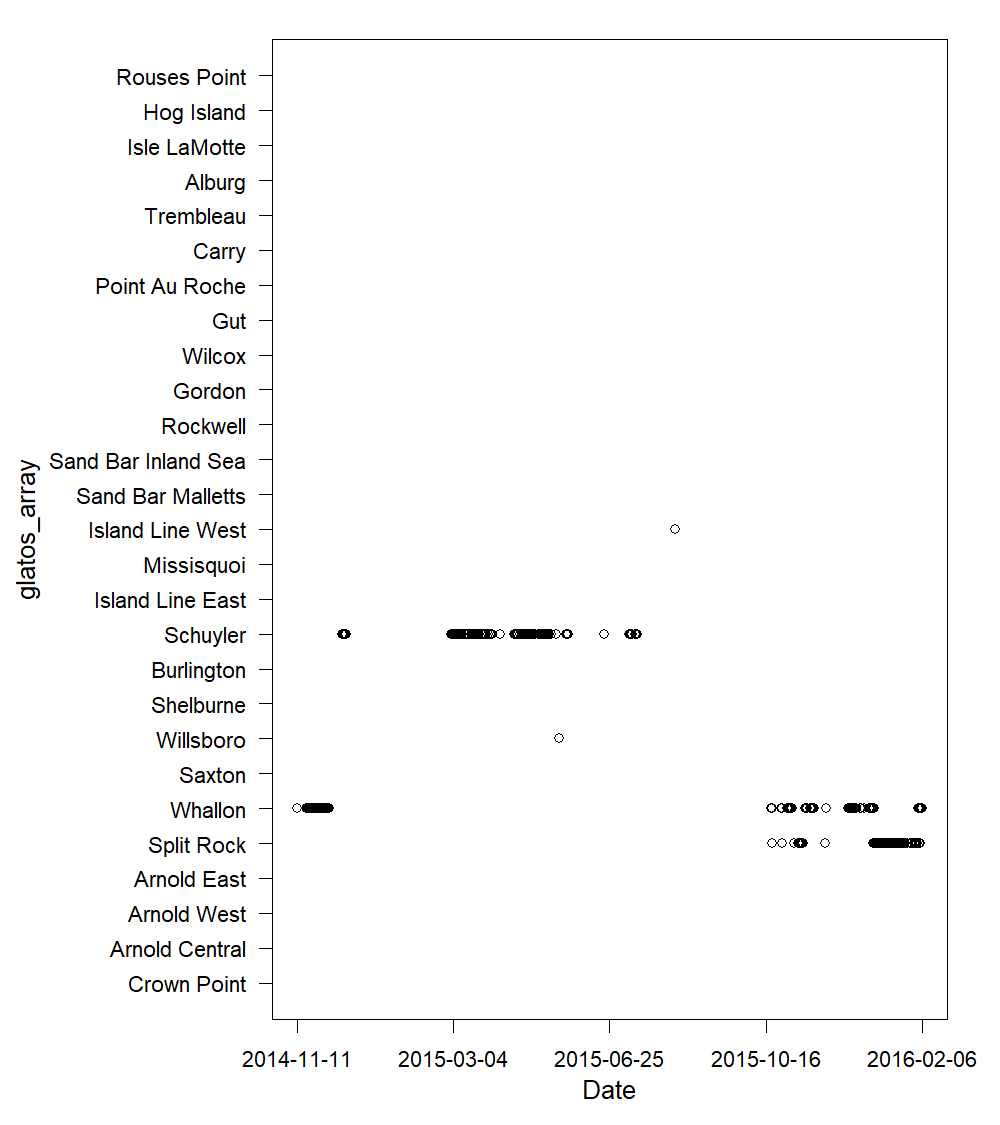 Rouses Point
Hog Island
Isle LaMotte
Alburg
Trembleau
Carry
Point Au Roche
Gut
Wilcox
Gordon
Rockwell
Sand Bar Inland Sea
Sand Bar Malletts
Island Line West
Missisquoi
Island Line East
Schuyler
Burlington
Shelburne
Willsboro
Saxton
Whallon
Split Rock
Arnold East
Arnold West
Arnold Central
Crown Point
glatos_array
2014-11-11 2015-03-04 2015-06-25 2015-10-16 2016-02-06
Date